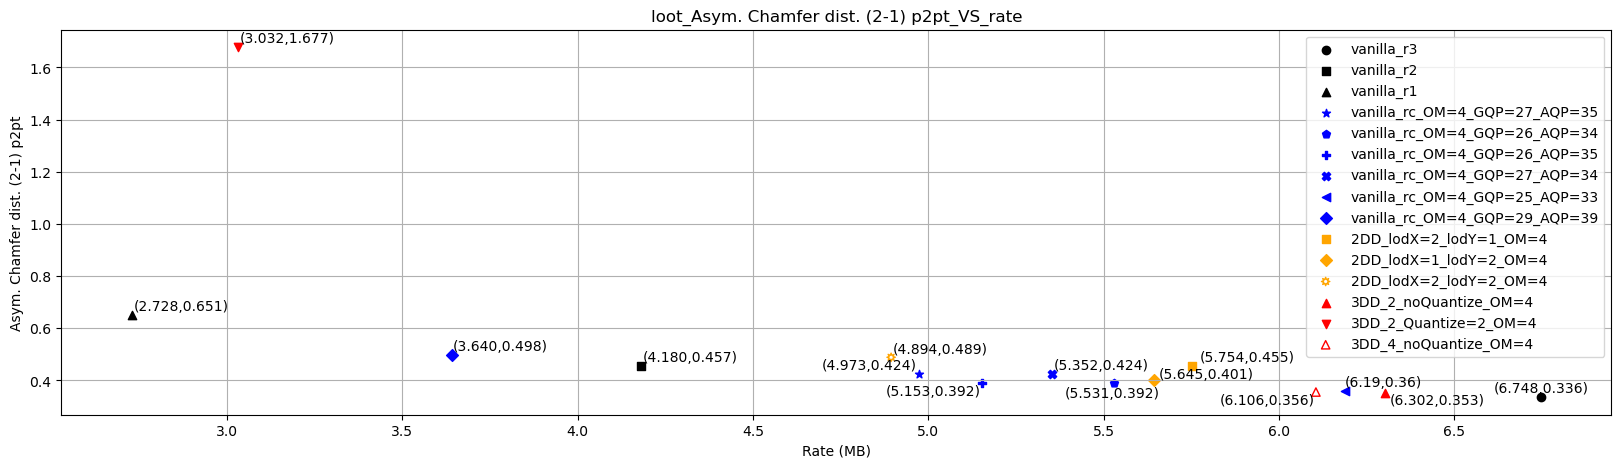 loot_Asym. Chamfer dist. (2-1) p2pt_VS_rate
Asym. Chamfer dist. (2-1) p2pt
1.6
1.4
1.2
1.0
0.8
0.6
0.4
(3.032,1.677)
(2.728,0.651)
(3.640,0.498)
(4.180,0.457)
(4.894,0.489)
(4.973,0.424)
(5.153,0.392)
(5.352,0.424)
(5.531,0.392)
(5.754,0.455)
(5.645,0.401)
(6.106,0.356)
(6.19,0.36)
(6.302,0.353)
(6.748,0.336)
vanilla_r3
vanilla_r2
vanilla_r1
vanilla_rc_OM=4_GQP=27_AQP=35
vanilla_rc_OM=4_GQP=26_AQP=34
vanilla_rc_OM=4_GQP=26_AQP=35
vanilla_rc_OM=4_GQP=27_AQP=34
vanilla_rc_OM=4_GQP=25_AQP=33
vanilla_rc_OM=4_GQP=29_AQP=39
2DD_lodX=2_lodY=1_OM=4
2DD_lodX=1_lodY=2_OM=4
2DD_lodX=2_lodY=2_OM=4
3DD_2_noQuantize_OM=4
3DD_2_Quantize=2_OM=4
3DD_4_noQuantize_OM=4
3.0 3.5 4.0 4.5 5.0 5.5 6.0 6.5
Rate (MB)